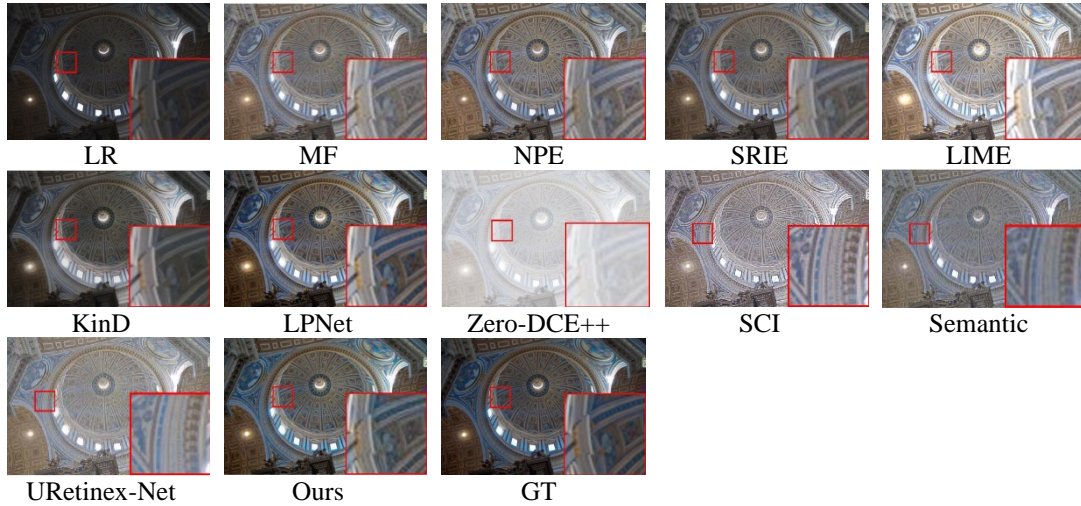 LR MF NPE SRIE LIME
KinD LPNet Zero-DCE++ SCI Semantic
URetinex-Net Ours GT